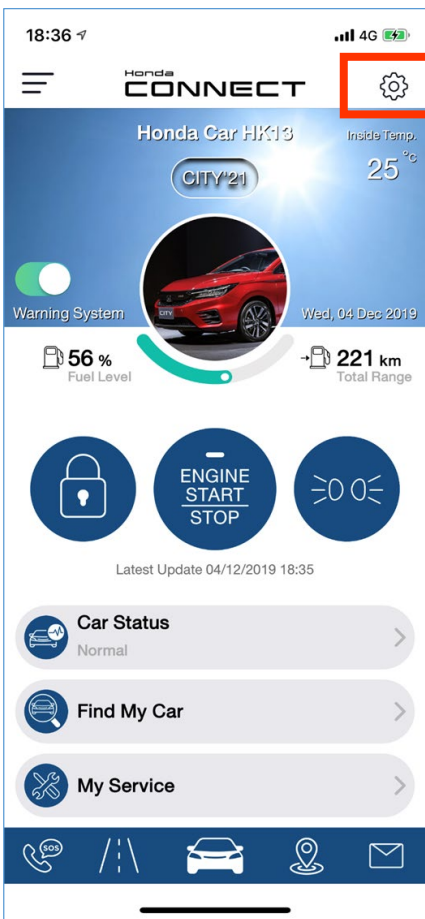 18:36
4G
Honda
CONNECT
Honda Car HK13
Inside Temp.
CITY'21
25 °C
CITY
Warning System
Wed, 04 Dec 2019
56 %
Fuel Level
221 km
Total Range
ENGINE
START
STOP
Latest Update 04/12/2019 18:35
Car Status
Normal
Find My Car
My Service
SOS